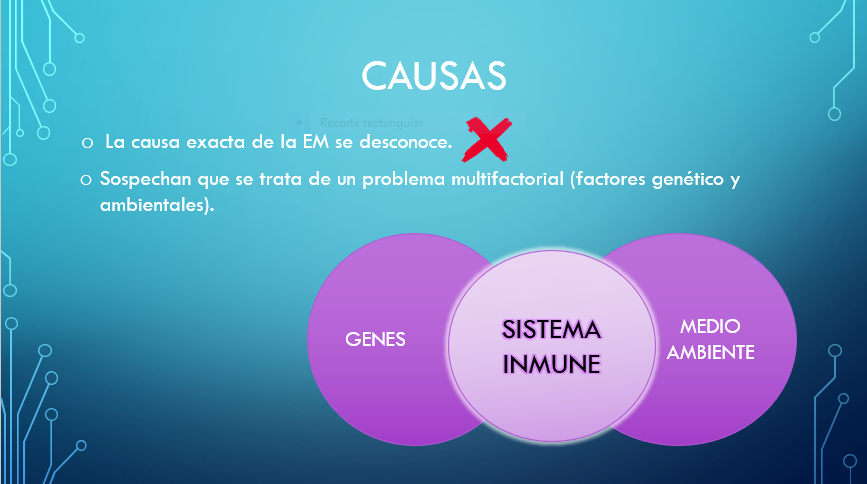 CAUSAS
Recorte rectangular
La causa exacta de la EM se desconoce.
Sospechan que se trata de un problema multifactorial (factores genético y
ambientales).
GENES
SISTEMA
INMUNE
MEDIO
AMBIENTE